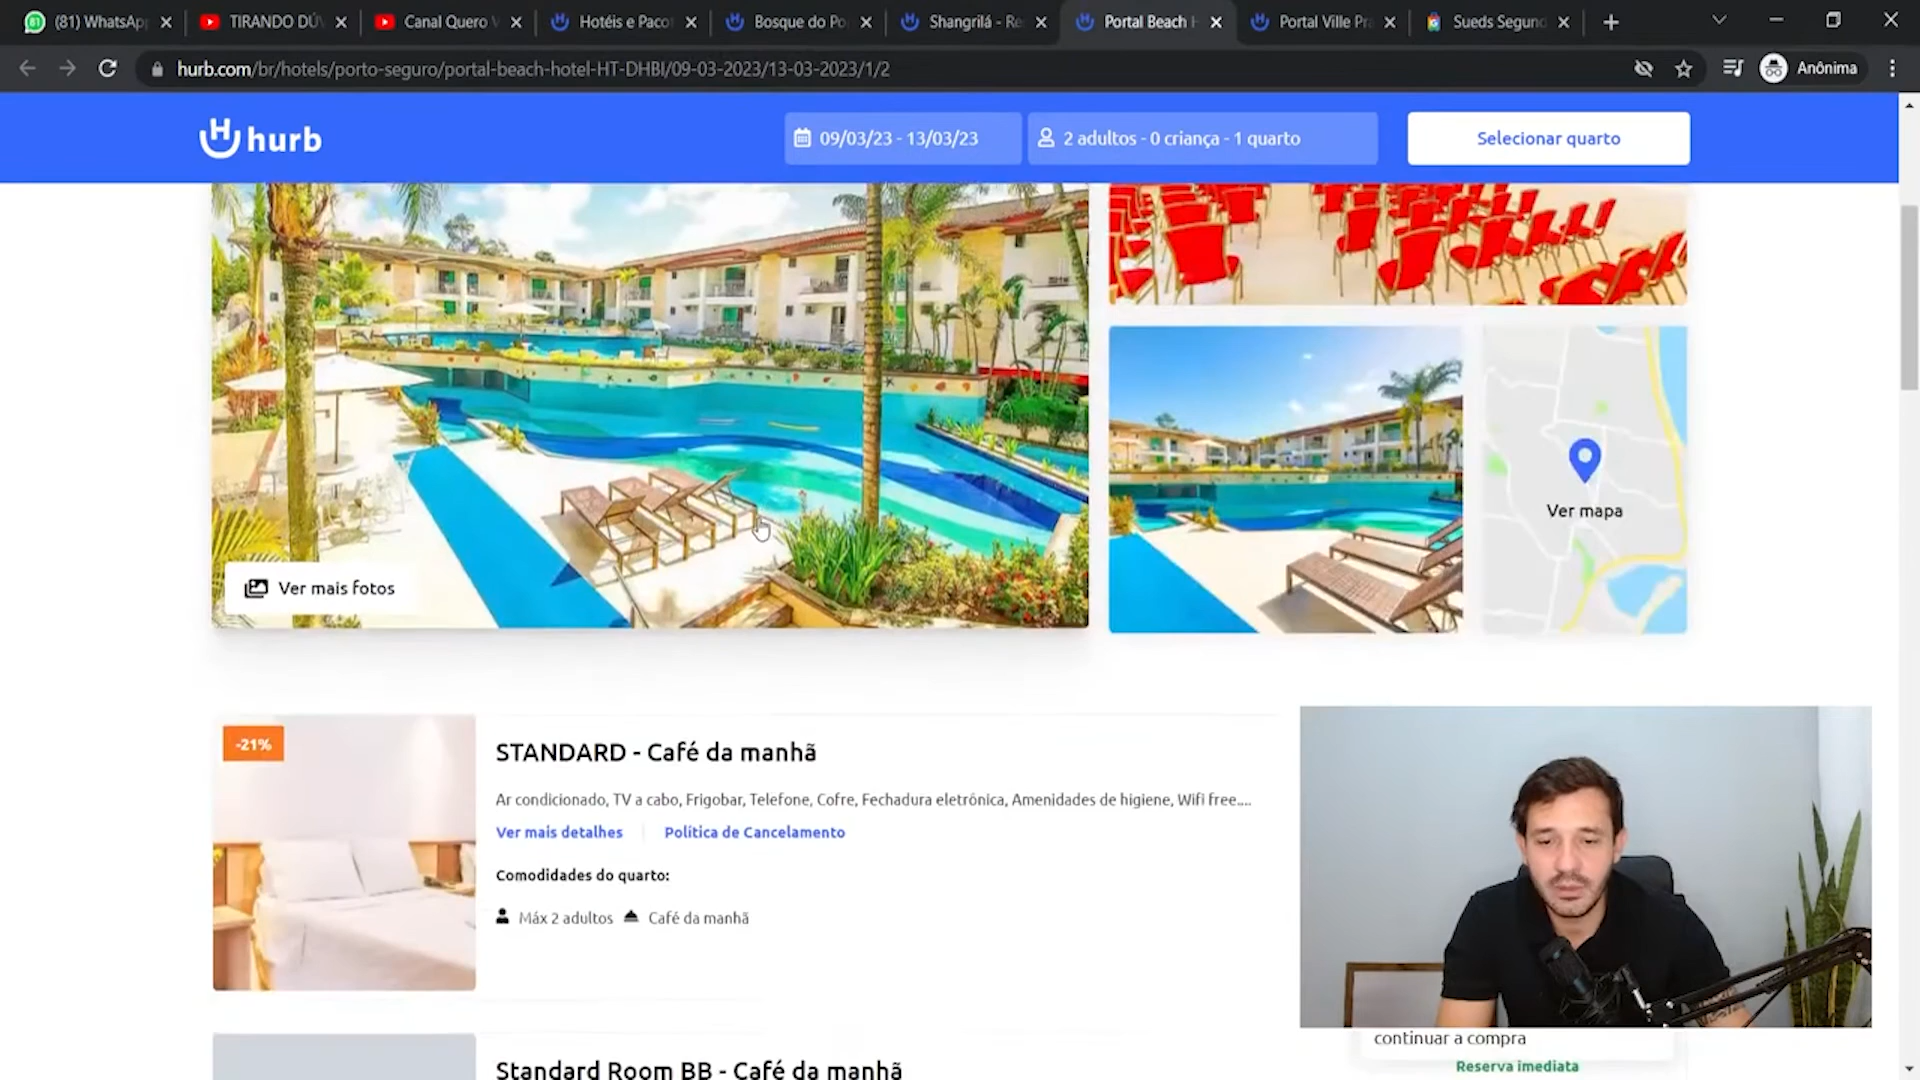 (81) WhatsApp
TIRANDO DÚV
Canal Quero V
Hotéis e Pacot
Bosque do Po
Shangrilá - Re
Portal Beach H
Portal Ville Pra
Sueds Segund
hurb.com/br/hotels/porto-seguro/portal-beach-hotel-HT-DHBI/09-03-2023/13-03-2023/1/2
Anônima
hurb
09/03/23 - 13/03/23
2 adultos - 0 criança - 1 quarto
Selecionar quarto
Ver mapa
Ver mais fotos
-21%
STANDARD - Café da manhã
Ar condicionado, TV a cabo, Frigobar, Telefone, Cofre, Fechadura eletrônica, Amenidades de higiene, Wifi free....
Ver mais detalhes
Política de Cancelamento
Comodidades do quarto:
Máx 2 adultos
Café da manhã
continuar a compra
Reserva imediata
Standard Room BB - Café da manhã